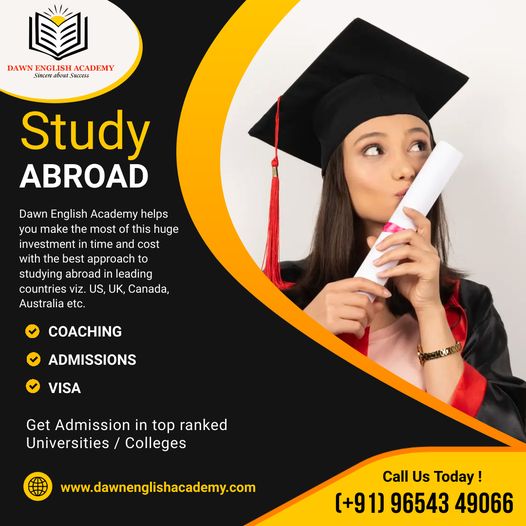 DAWN ENGLISH ACADEMY
Sincere about Success
Study
ABROAD
Dawn English Academy helps
you make the most of this huge
investment in time and cost
with the best approach to
studying abroad in leading
countries viz. US, UK, Canada,
Australia etc.
COACHING
ADMISSIONS
VISA
Get Admission in top ranked
Universities / Colleges
www.dawnenglishacademy.com
Call Us Today !
(+91) 96543 49066